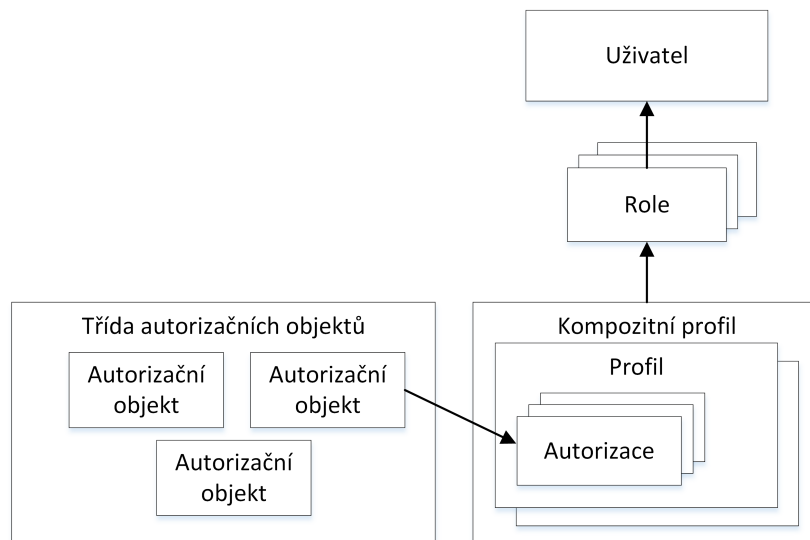 Uživatel
Role
Třída autorizačních objektů
Autorizační
objekt
Autorizační
objekt
Autorizační
objekt
Kompozitní profil
Profil
Autorizace